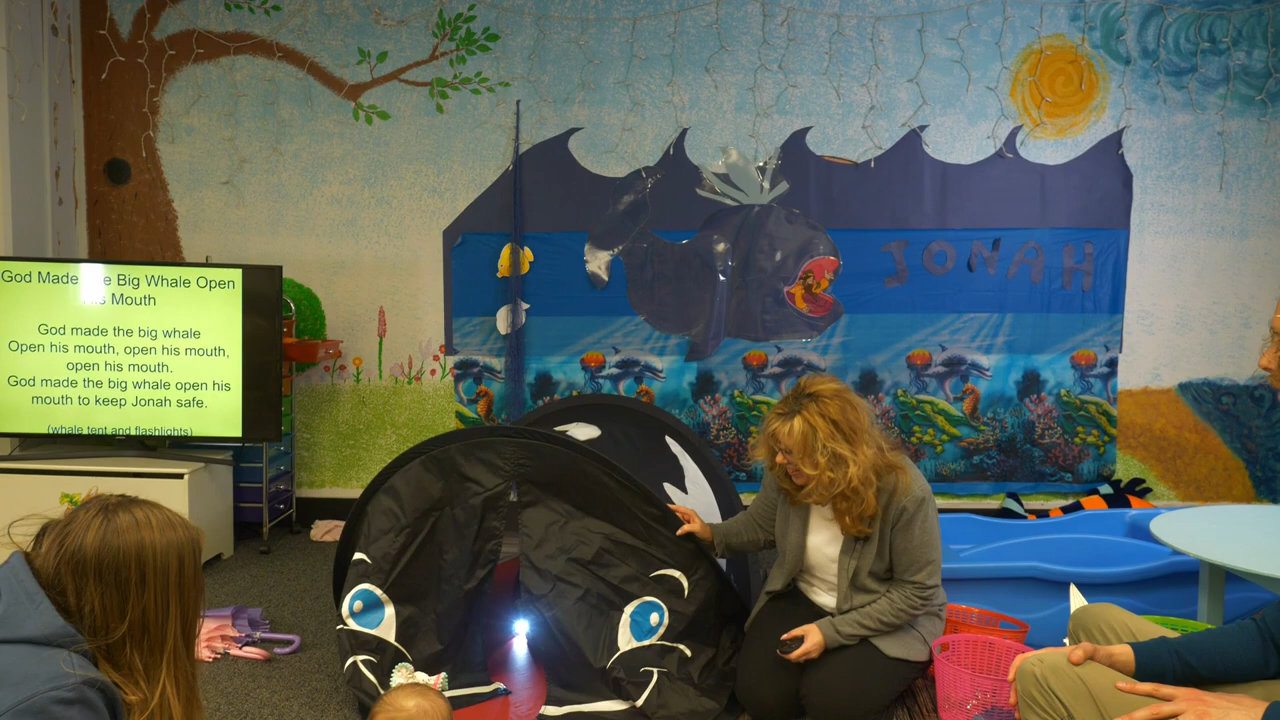 God Made the Big Whale Open
His Mouth
God made the big whale
Open his mouth, open his mouth,
open his mouth.
God made the big whale open his
mouth to keep Jonah safe.
(whale tent and flashlights)
JONAH